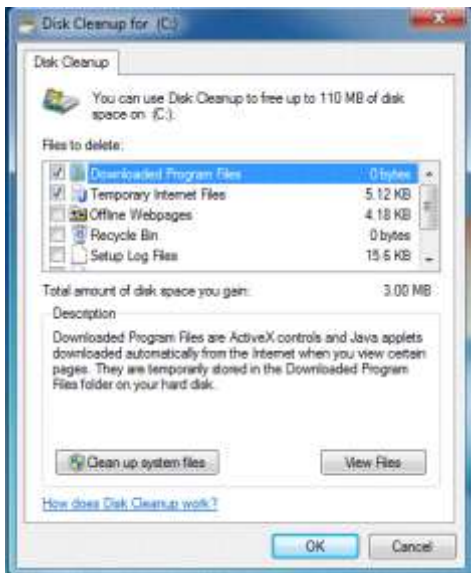 Disk Cleanup for (C:)
Disk Cleanup
You can use Disk Cleanup to free up to 110 MB of disk
space on (C:).
Files to delete:
Downloaded Program Files 0 bytes
Temporary Internet Files 5.12 KB
Offline Webpages 4.18 KB
Recycle Bin 0 bytes
Setup Log Files 15.6 KB
Total amount of disk space you gain: 3.00 MB
Description
Downloaded Program Files are ActiveX controls and Java applets
downloaded automatically from the Internet when you view certain
pages. They are temporarily stored in the Downloaded Program
Files folder on your hard disk.
Clean up system files View Files
How does Disk Cleanup work?
OK Cancel